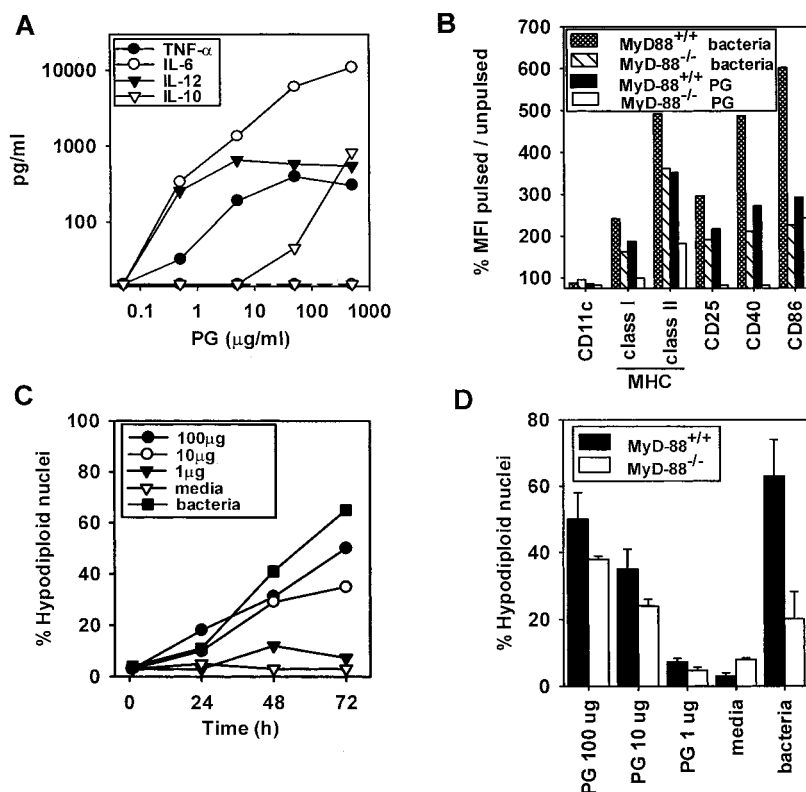 A
TNF-α
IL-6
IL-12
IL-10
10000
1000
100
pg/ml
0.1 1 10 100 1000
PG (μg/ml)
B
MyD88+/+ bacteria
MyD-88-/- bacteria
MyD-88+/+ PG
MyD-88-/- PG
700
600
500
400
300
200
100
% MFI pulsed / unpulsed
CD11c
class I
class II
CD25
CD40
CD86
MHC
C
100μg
10μg
1μg
media
bacteria
100
80
60
40
20
0
% Hypodiploid nuclei
0 24 48 72
Time (h)
D
MyD-88+/+
MyD-88-/-
80
60
40
20
0
% Hypodiploid nuclei
PG 100 ug
PG 10 ug
PG 1 ug
media
bacteria